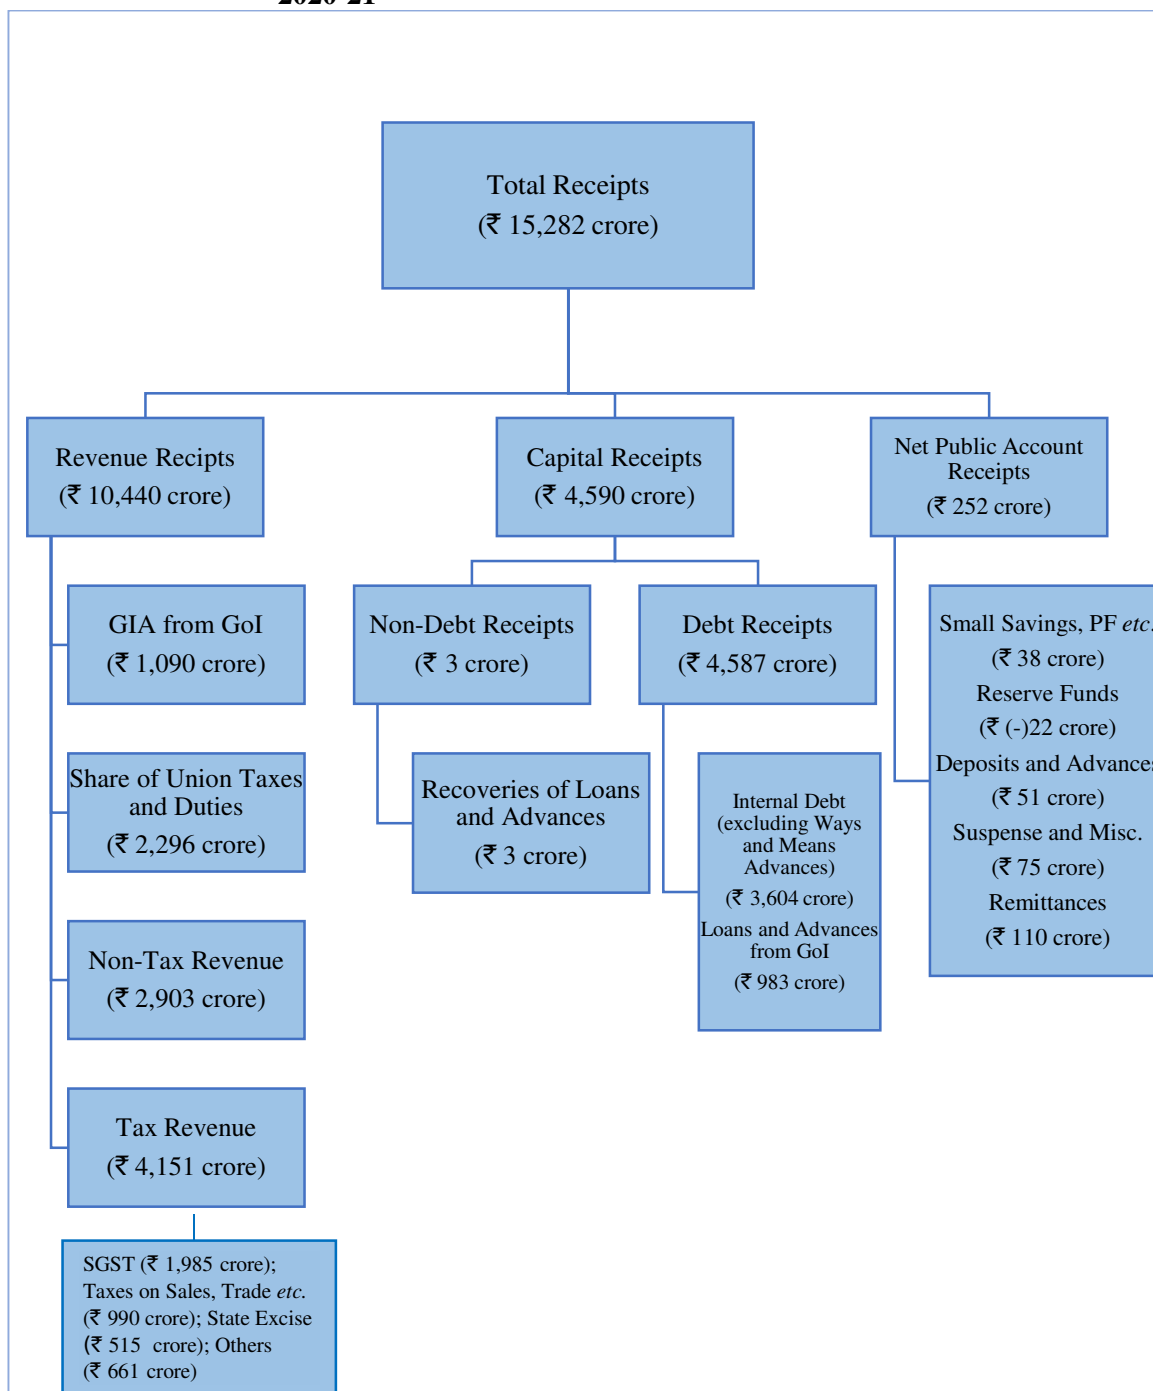 2020-21
Total Receipts
(₹ 15,282 crore)
Revenue Recipts
(₹ 10,440 crore)
Capital Receipts
(₹ 4,590 crore)
Net Public Account
Receipts
(₹ 252 crore)
GIA from GoI
(₹ 1,090 crore)
Share of Union Taxes
and Duties
(₹ 2,296 crore)
Non-Tax Revenue
(₹ 2,903 crore)
Tax Revenue
(₹ 4,151 crore)
SGST (₹ 1,985 crore);
Taxes on Sales, Trade etc.
(₹ 990 crore); State Excise
(₹ 515 crore); Others
(₹ 661 crore)
Non-Debt Receipts
(₹ 3 crore)
Recoveries of Loans
and Advances
(₹ 3 crore)
Debt Receipts
(₹ 4,587 crore)
Internal Debt
(excluding Ways
and Means
Advances)
(₹ 3,604 crore)
Loans and Advances
from GoI
(₹ 983 crore)
Small Savings, PF etc.
(₹ 38 crore)
Reserve Funds
(₹ (-)22 crore)
Deposits and Advances
(₹ 51 crore)
Suspense and Misc.
(₹ 75 crore)
Remittances
(₹ 110 crore)